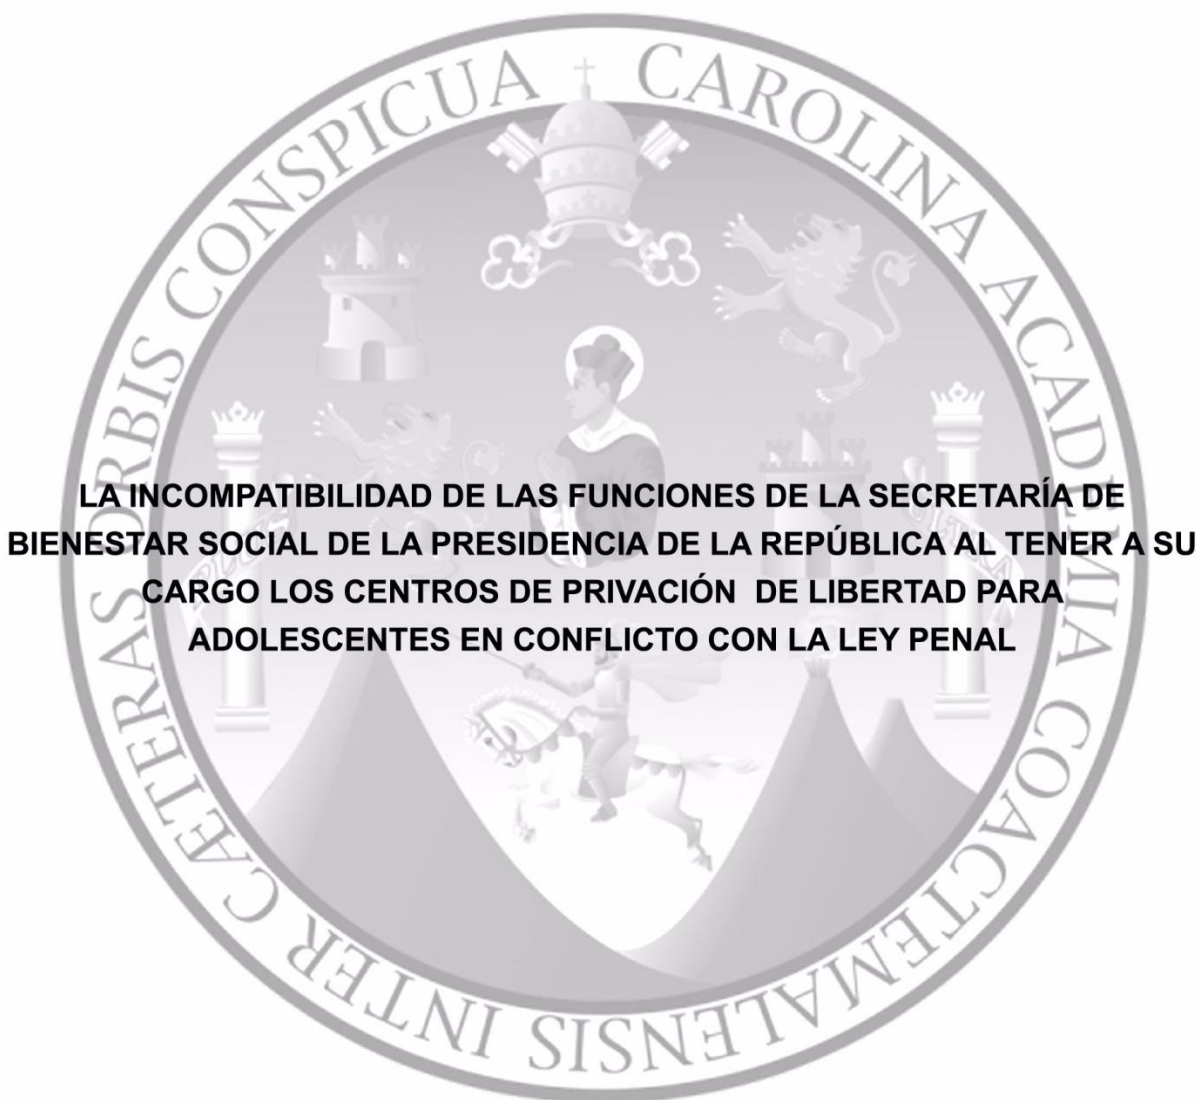 CAROLINA ACADEMIA COACTEMALENSIS INTER CÆTERAS ORBIS CONSPICUA
LA INCOMPATIBILIDAD DE LAS FUNCIONES DE LA SECRETARÍA DE
BIENESTAR SOCIAL DE LA PRESIDENCIA DE LA REPÚBLICA AL TENER A SU
CARGO LOS CENTROS DE PRIVACIÓN DE LIBERTAD PARA
ADOLESCENTES EN CONFLICTO CON LA LEY PENAL